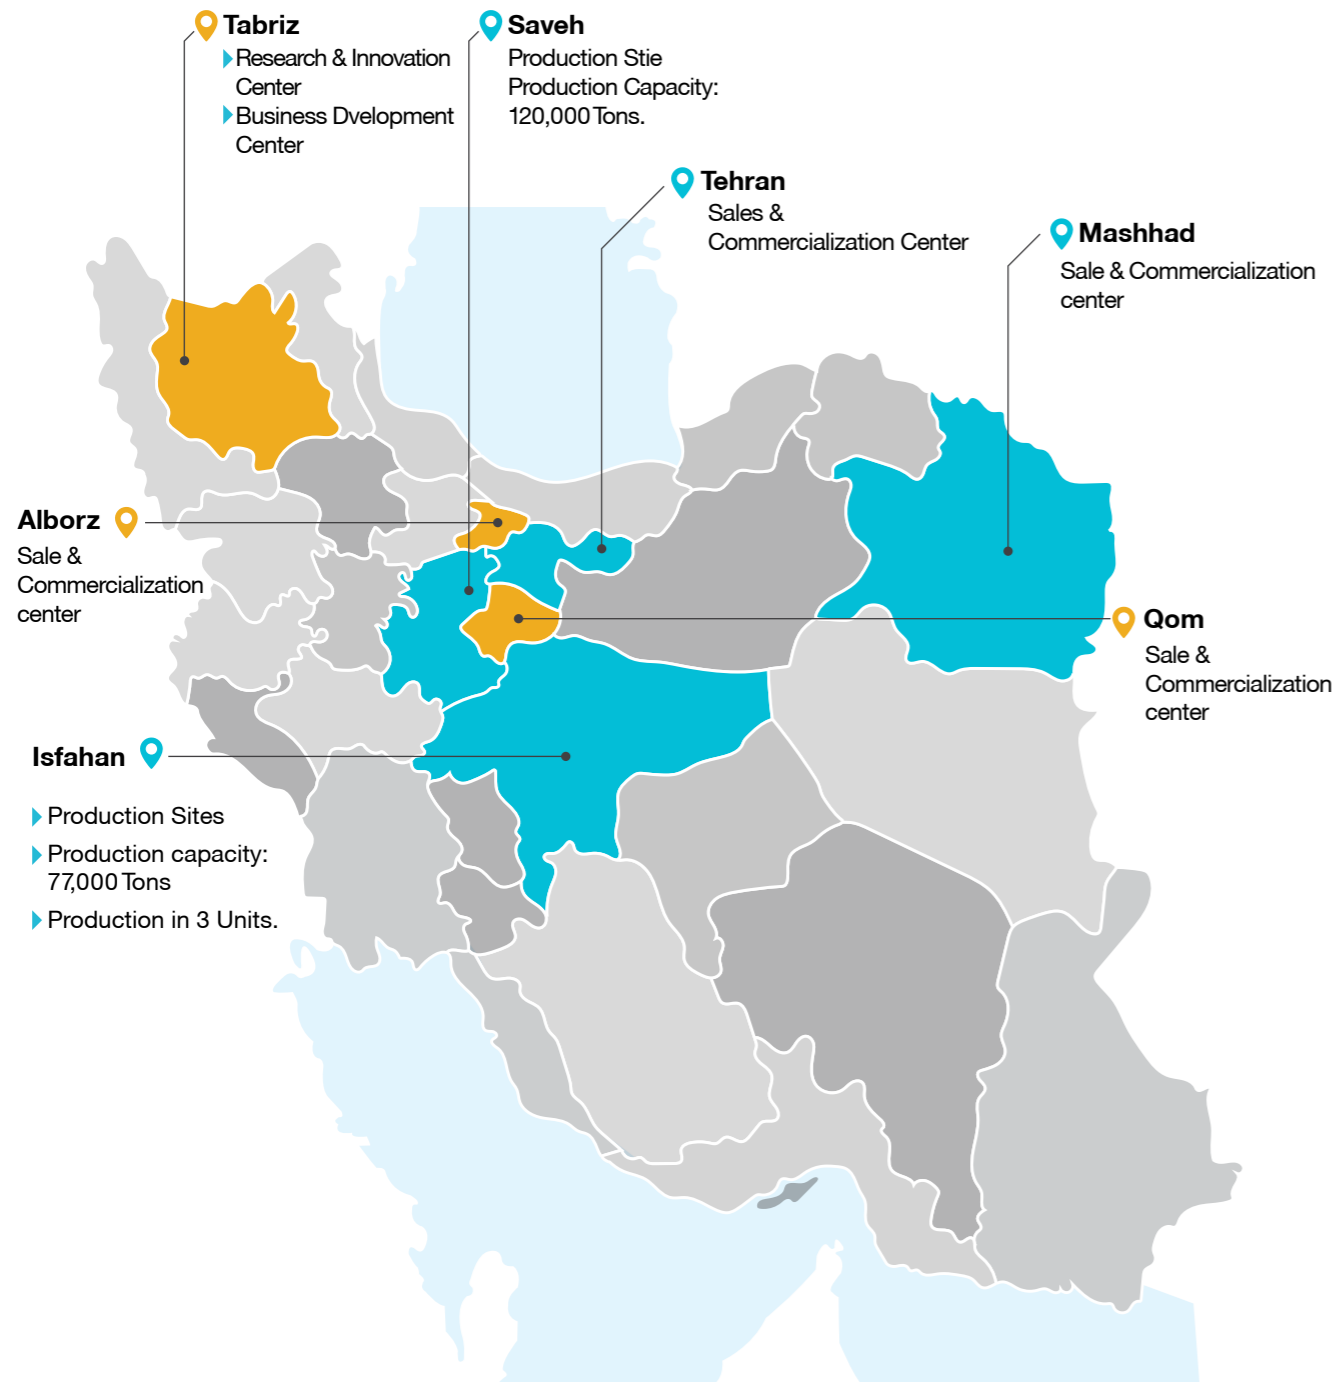 Tabriz
Research & Innovation
Center
Business Dvelopment
Center
Saveh
Production Stie
Production Capacity:
120,000 Tons.
Tehran
Sales &
Commercialization Center
Mashhad
Sale & Commercialization
center
Alborz
Sale &
Commercialization
center
Qom
Sale &
Commercialization
center
Isfahan
Production Sites
Production capacity:
77,000 Tons
Production in 3 Units.